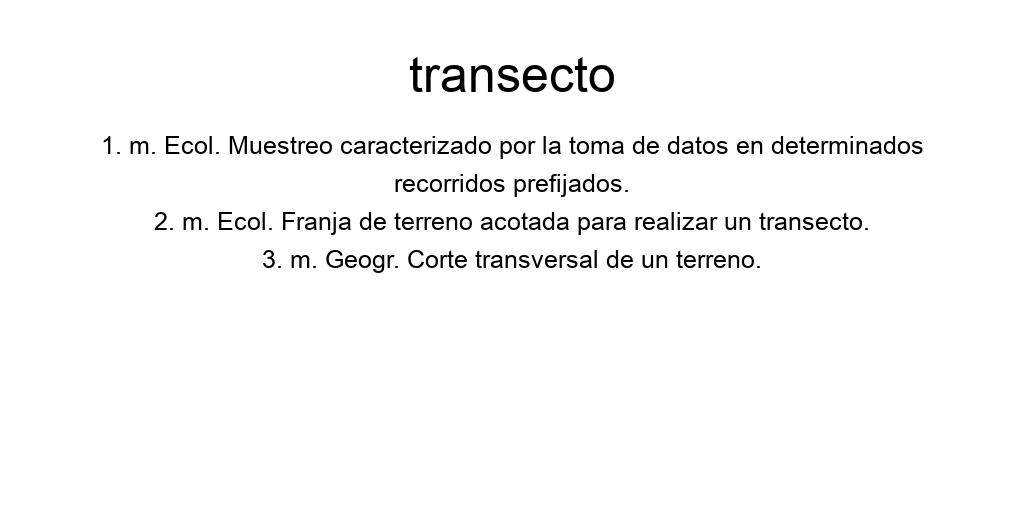 transecto
1. m. Ecol. Muestreo caracterizado por la toma de datos en determinados
recorridos prefijados.
2. m. Ecol. Franja de terreno acotada para realizar un transecto.
3. m. Geogr. Corte transversal de un terreno.